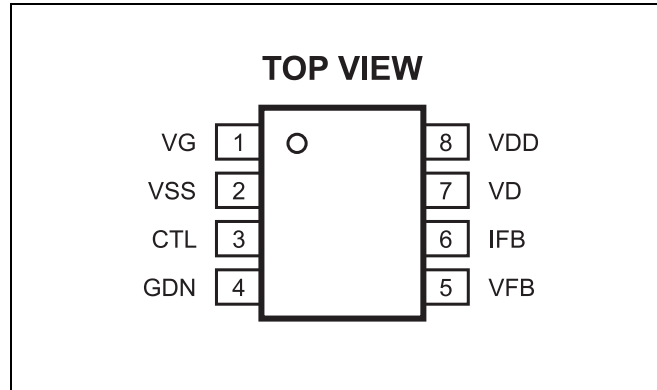 TOP VIEW
VG 1 8 VDD
VSS 2 7 VD
CTL 3 6 IFB
GDN 4 5 VFB